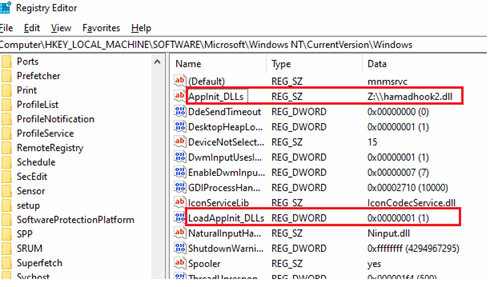 Registry Editor
File Edit View Favorites Help
Computer\HKEY_LOCAL_MACHINE\SOFTWARE\Microsoft\Windows NT\CurrentVersion\Windows
Ports
Prefetcher
Print
ProfileList
ProfileNotification
ProfileService
RemoteRegistry
Schedule
SecEdit
Sensor
setup
SoftwareProtectionPlatform
SPP
SRUM
Superfetch
Svchost
Name Type Data
(Default) REG_SZ mnmsrvc
AppInit_DLLs REG_SZ Z:\\hamadhook2.dll
DdeSendTimeout REG_DWORD 0x00000000 (0)
DesktopHeapLo... REG_DWORD 0x00000001 (1)
DeviceNotSelect... REG_SZ 15
DwmInputUsesI... REG_DWORD 0x00000001 (1)
EnableDwmInpu... REG_DWORD 0x00000007 (7)
GDIProcessHan... REG_DWORD 0x00002710 (10000)
IconServiceLib REG_SZ IconCodecService.dll
LoadAppInit_DLLs REG_DWORD 0x00000001 (1)
NaturalInputHa... REG_SZ Ninput.dll
ShutdownWarni... REG_DWORD 0xffffffff (4294967295)
Spooler REG_SZ yes
ThreadUnrespon... REG_DWORD 0x000001f4 (500)